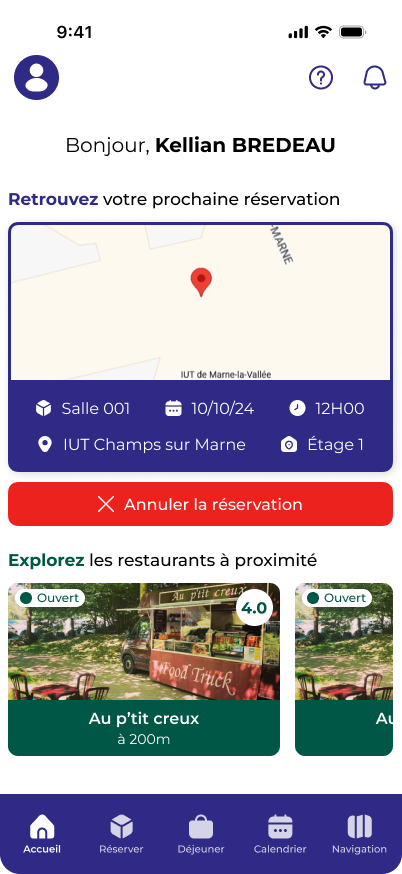 9:41
Bonjour, Kellian BREDEAU
Retrouvez votre prochaine réservation
-MARNE
IUT de Marne-la-Vallée
Salle 001
10/10/24
12H00
IUT Champs sur Marne
Étage 1
Annuler la réservation
Explorez les restaurants à proximité
Ouvert
Au p'tit creux
4.0
Food Truck
Au p'tit creux
à 200m
Ouvert
Au
Accueil
Réserver
Déjeuner
Calendrier
Navigation